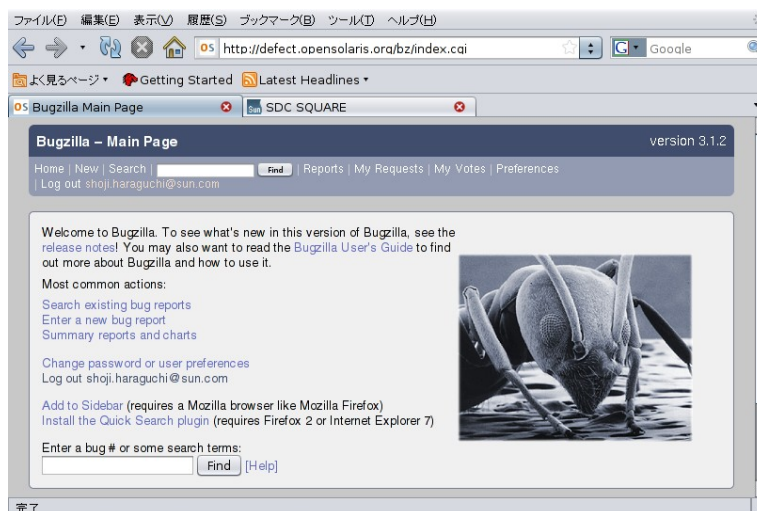 ファイル(F) 編集(E) 表示(V) 履歴(S) ブックマーク(B) ツール(T) ヘルプ(H)
OS http://defect.opensolaris.org/bz/index.cgi G Google
よく見るページ Getting Started Latest Headlines
OS Bugzilla Main Page Sun SDC SQUARE
Bugzilla – Main Page version 3.1.2
Home | New | Search | Find | Reports | My Requests | My Votes | Preferences
| Log out shoji.haraguchi@sun.com
Welcome to Bugzilla. To see what's new in this version of Bugzilla, see the
release notes! You may also want to read the Bugzilla User's Guide to find
out more about Bugzilla and how to use it.
Most common actions:
Search existing bug reports
Enter a new bug report
Summary reports and charts
Change password or user preferences
Log out shoji.haraguchi@sun.com
Add to Sidebar (requires a Mozilla browser like Mozilla Firefox)
Install the Quick Search plugin (requires Firefox 2 or Internet Explorer 7)
Enter a bug # or some search terms:
Find [Help]
完了